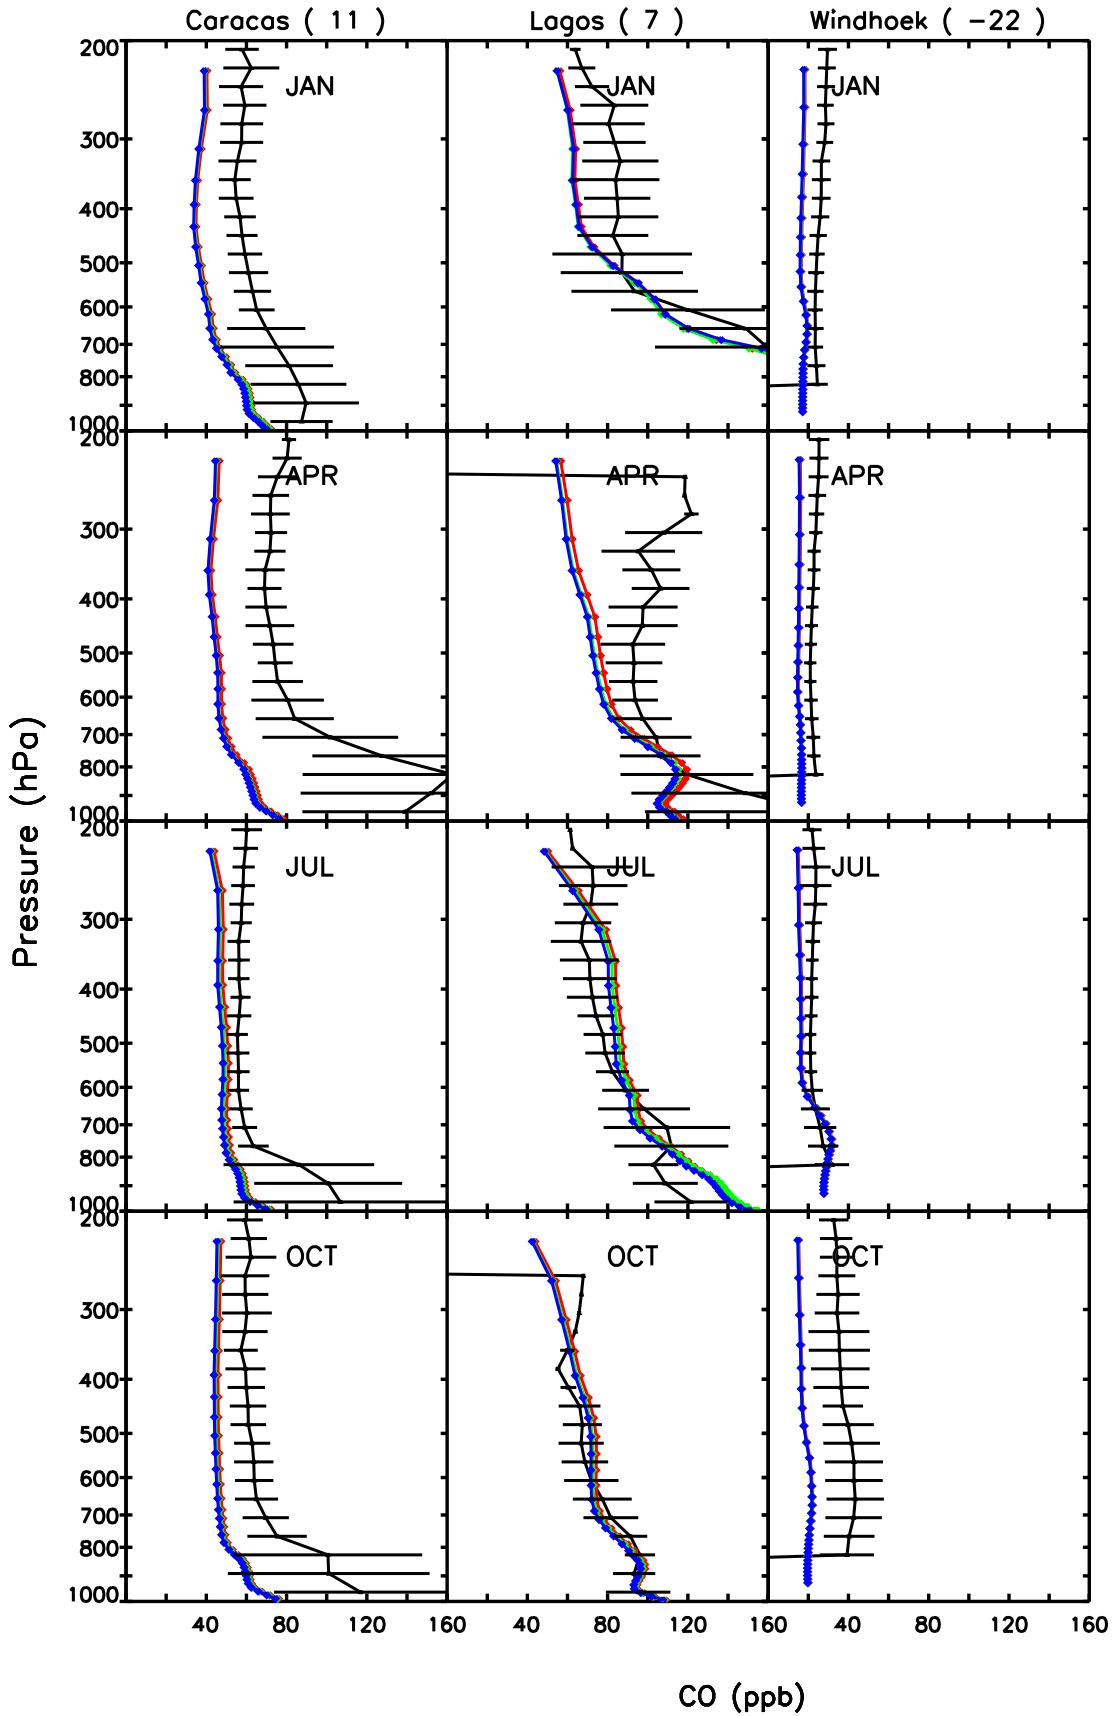 Caracas ( 11 )
Lagos ( 7 )
Windhoek ( -22 )
200
300
400
500
600
700
800
1000
JAN
JAN
JAN
200
300
400
500
600
700
800
1000
APR
APR
APR
200
300
400
500
600
700
800
1000
JUL
JUL
JUL
200
300
400
500
600
700
800
1000
OCT
OCT
OCT
40 80 120 160 40 80 120 160 40 80 120 160
Pressure (hPa)
CO (ppb)